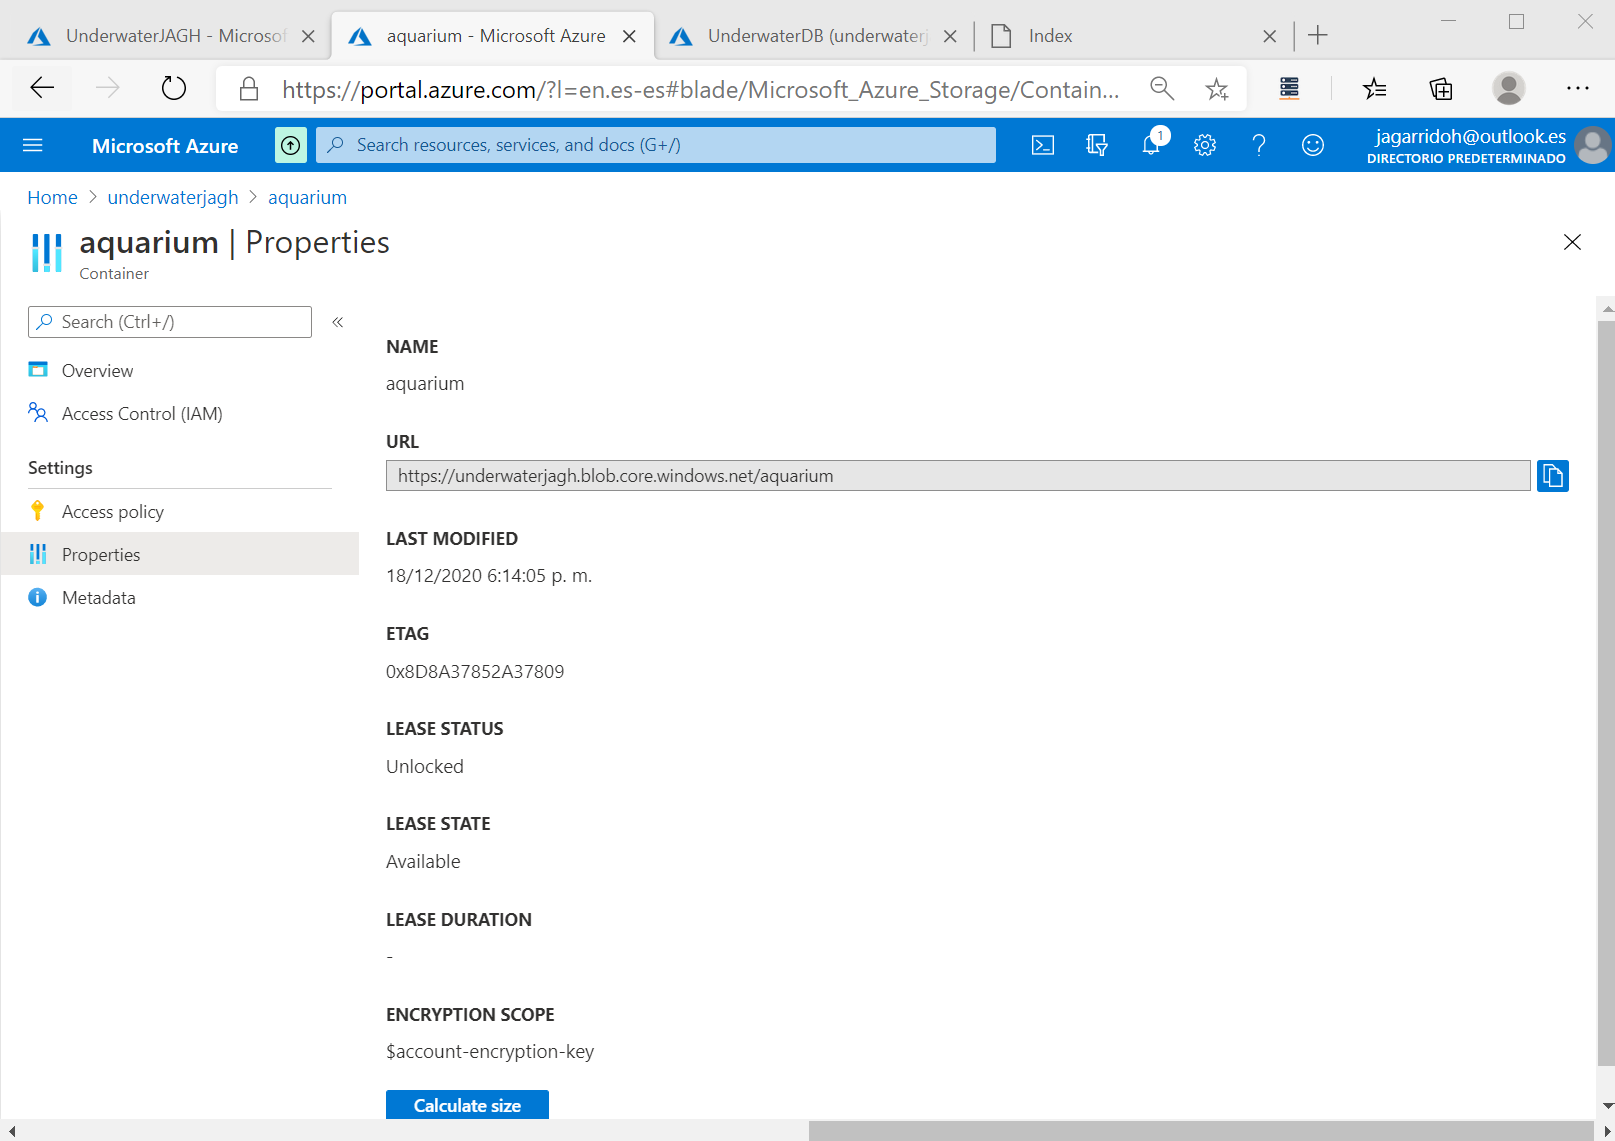 UnderwaterJAGH - Microsof
aquarium - Microsoft Azure
UnderwaterDB (underwaterj
Index
https://portal.azure.com/?l=en.es-es#blade/Microsoft_Azure_Storage/Contain...
Microsoft Azure
Search resources, services, and docs (G+/)
1
jagarridoh@outlook.es
DIRECTORIO PREDETERMINADO
Home > underwaterjagh > aquarium
aquarium | Properties
Container
Search (Ctrl+/)
«
Overview
Access Control (IAM)
Settings
Access policy
Properties
Metadata
NAME
aquarium
URL
https://underwaterjagh.blob.core.windows.net/aquarium
LAST MODIFIED
18/12/2020 6:14:05 p. m.
ETAG
0x8D8A37852A37809
LEASE STATUS
Unlocked
LEASE STATE
Available
LEASE DURATION
-
ENCRYPTION SCOPE
$account-encryption-key
Calculate size